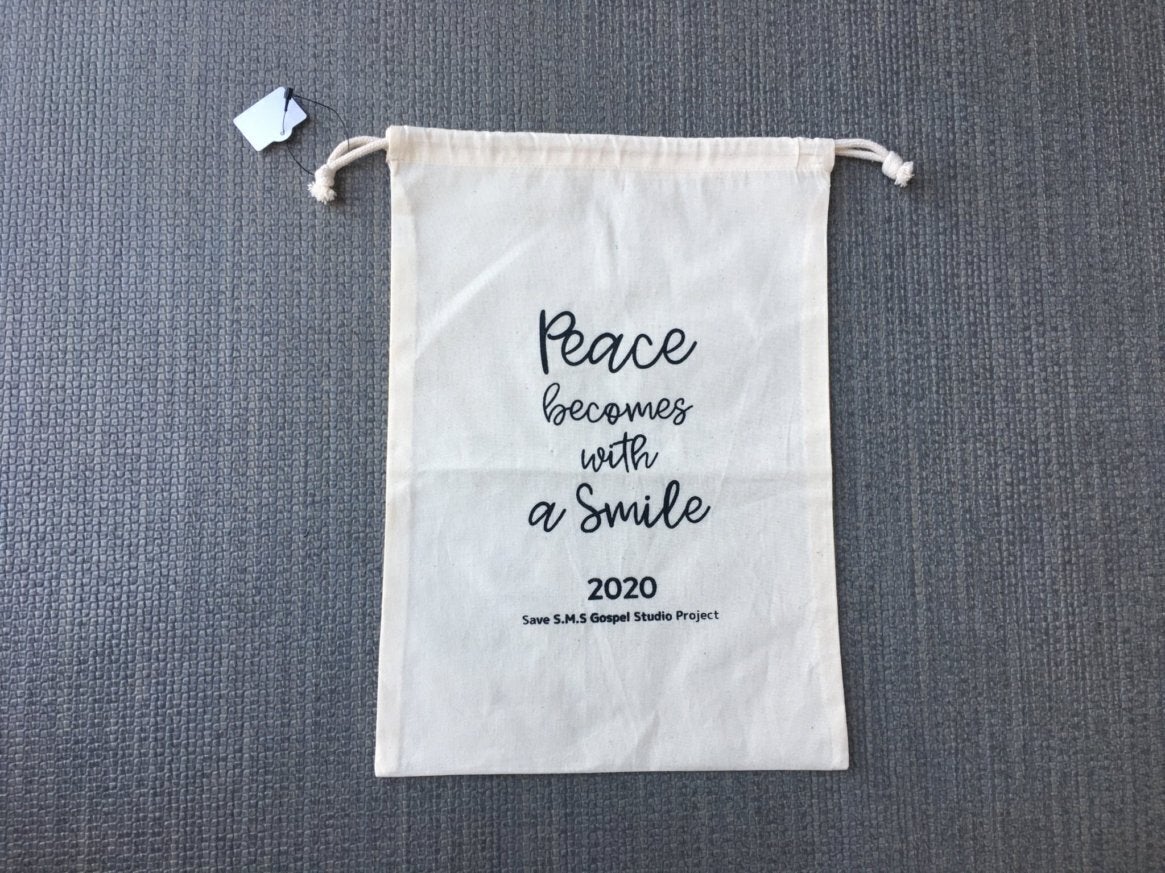 Peace
becomes
with
a Smile
2020
Save S.M.S Gospel Studio Project